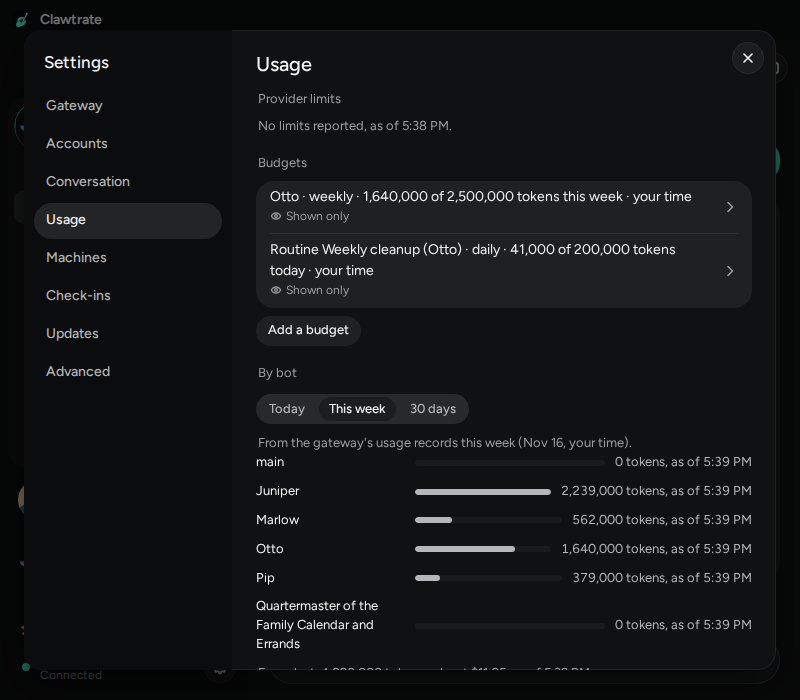 Clawtrate
Settings
Gateway
Accounts
Conversation
Usage
Machines
Check-ins
Updates
Advanced
Usage
Provider limits
No limits reported, as of 5:38 PM.
Budgets
Otto · weekly · 1,640,000 of 2,500,000 tokens this week · your time
Shown only
Routine Weekly cleanup (Otto) · daily · 41,000 of 200,000 tokens
today · your time
Shown only
Add a budget
By bot
Today This week 30 days
From the gateway's usage records this week (Nov 16, your time).
main 0 tokens, as of 5:39 PM
Juniper 2,239,000 tokens, as of 5:39 PM
Marlow 562,000 tokens, as of 5:39 PM
Otto 1,640,000 tokens, as of 5:39 PM
Pip 379,000 tokens, as of 5:39 PM
Quartermaster of the
Family Calendar and
Errands
0 tokens, as of 5:39 PM
Connected